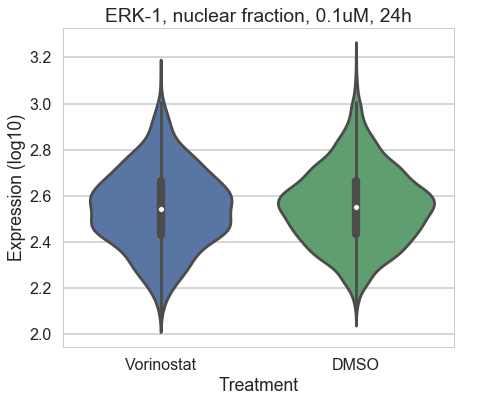 ERK-1, nuclear fraction, 0.1uM, 24h
3.2
3.0
2.8
2.6
2.4
2.2
2.0
Expression (log10)
Vorinostat DMSO
Treatment